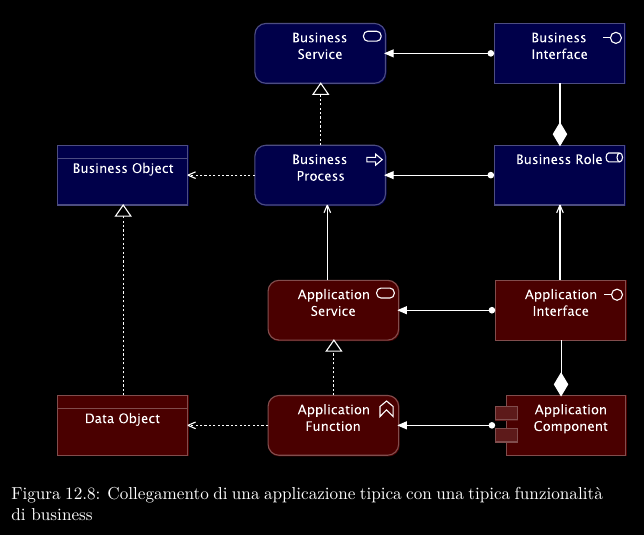 Business
Service
Business
Interface
Business Object
Business
Process
Business Role
Application
Service
Application
Interface
Data Object
Application
Function
Application
Component
Figura 12.8: Collegamento di una applicazione tipica con una tipica funzionalità
di business